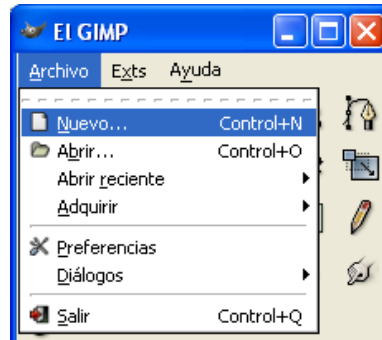 El GIMP
Archivo Exts Ayuda
Nuevo... Control+N
Abrir... Control+O
Abrir reciente
Adquirir
Preferencias
Diálogos
Salir Control+Q